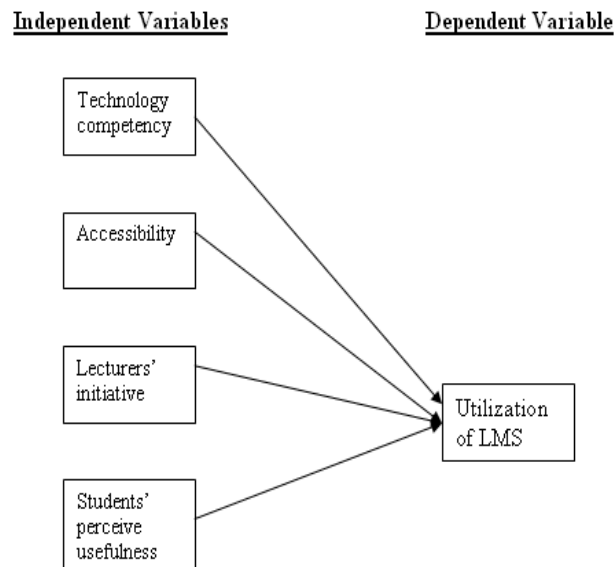 Independent Variables
Dependent Variable
Technology
competency
Accessibility
Lecturers'
initiative
Utilization
of LMS
Students'
perceive
usefulness